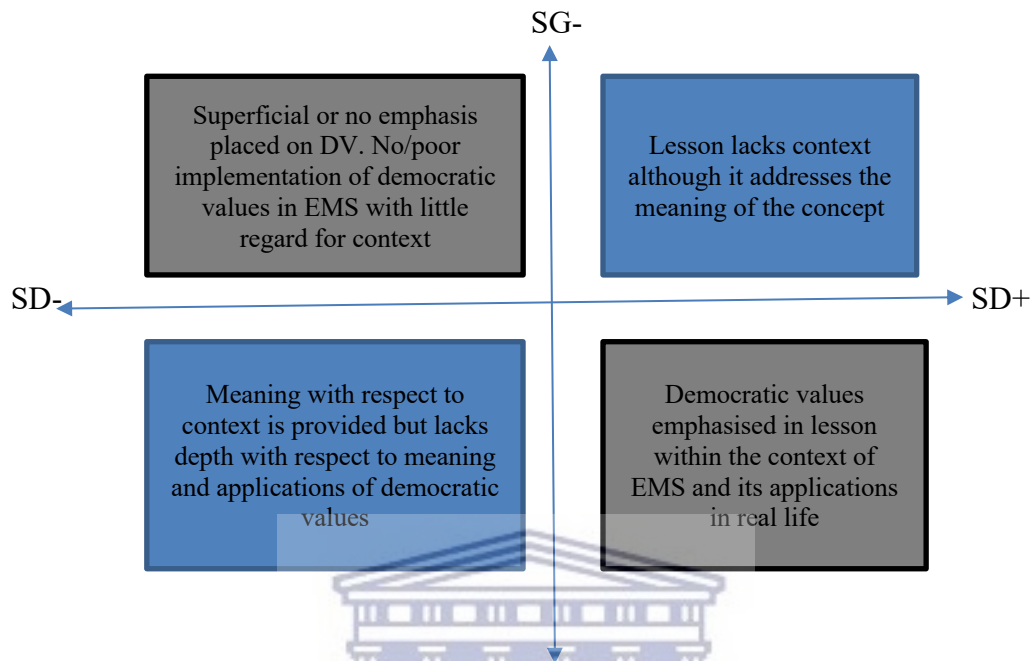 SG-
Superficial or no emphasis
placed on DV. No/poor
implementation of democratic
values in EMS with little
regard for context
Lesson lacks context
although it addresses the
meaning of the concept
SD-
SD+
Meaning with respect to
context is provided but lacks
depth with respect to meaning
and applications of democratic
values
Democratic values
emphasised in lesson
within the context of
EMS and its applications
in real life